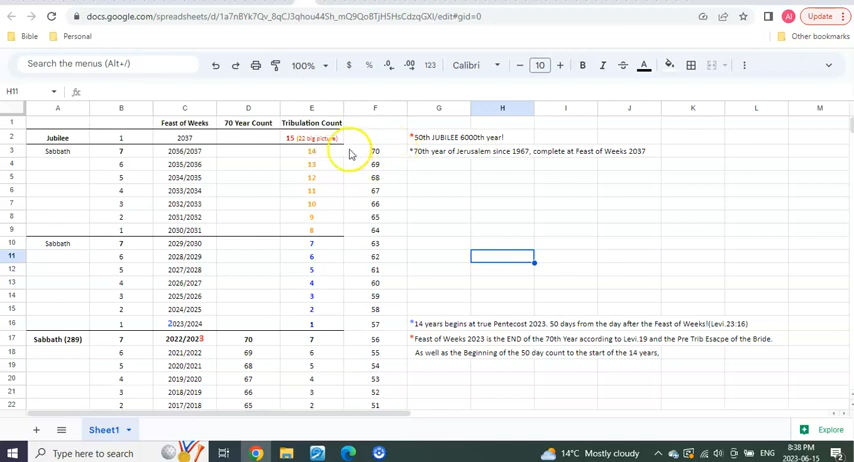 docs.google.com/spreadsheets/d/1a7nBYk7Qv_8qCJ3qhou44Sh_mQ9QoBTjH5HsCdzqGXI/edit#gid=0
AI Update
Bible Personal Other bookmarks
Search the menus (Alt+/) 100% $ % .0 .00 123 Calibri − 10 + B I S A
H11 fx
A B C D E F G H I J K L M
1 Feast of Weeks 70 Year Count Tribulation Count
2 Jubilee 1 2037 15 (22 big picture) *50th JUBILEE 6000th year!
3 Sabbath 7 2036/2037 14 70 *70th year of Jerusalem since 1967, complete at Feast of Weeks 2037
4 6 2035/2036 13 69
5 5 2034/2035 12 68
6 4 2033/2034 11 67
7 3 2032/2033 10 66
8 2 2031/2032 9 65
9 1 2030/2031 8 64
10 Sabbath 7 2029/2030 7 63
11 6 2028/2029 6 62
12 5 2027/2028 5 61
13 4 2026/2027 4 60
14 3 2025/2026 3 59
15 2 2024/2025 2 58
16 1 2023/2024 1 57 *14 years begins at true Pentecost 2023. 50 days from the day after the Feast of Weeks!(Levi.23:16)
17 Sabbath (289) 7 2022/2023 70 7 56 *Feast of Weeks 2023 is the END of the 70th Year according to Levi.19 and the Pre Trib Esacpe of the Bride.
18 6 2021/2022 69 6 55 As well as the Beginning of the 50 day count to the start of the 14 years,
20 5 2020/2021 68 5 54
20 4 2019/2020 67 4 53
21 3 2018/2019 66 3 52
22 2 2017/2018 65 2 51
+ Sheet1 Explore
Type here to search 14°C Mostly cloudy ENG 8:38 PM 2023-06-15 2